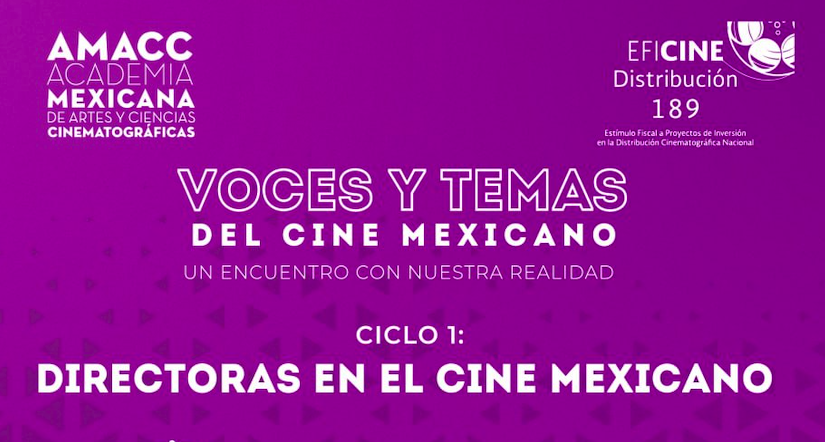 AMACC
ACADEMIA
MEXICANA
DE ARTES Y CIENCIAS
CINEMATOGRÁFICAS
EFICINE
Distribución
189
Estímulo Fiscal a Proyectos de Inversión
en la Distribución Cinematográfica Nacional
VOCES Y TEMAS
DEL CINE MEXICANO
UN ENCUENTRO CON NUESTRA REALIDAD
CICLO 1:
DIRECTORAS EN EL CINE MEXICANO